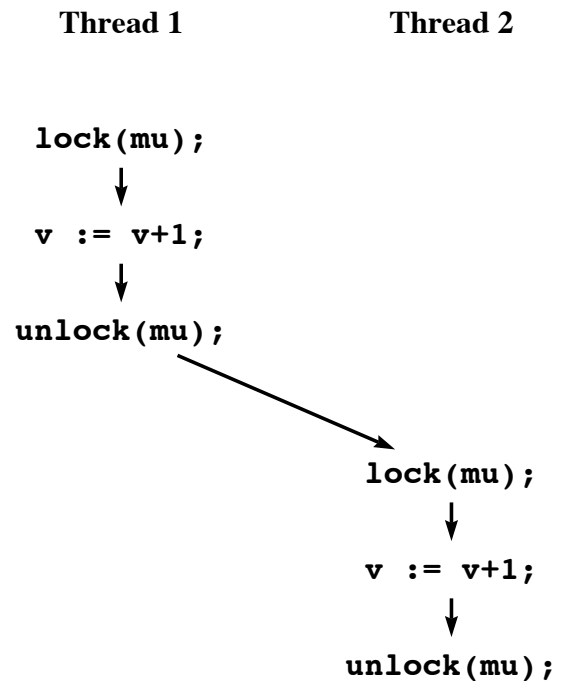 Thread 1 Thread 2
lock(mu);
v := v+1;
unlock(mu);
lock(mu);
v := v+1;
unlock(mu);